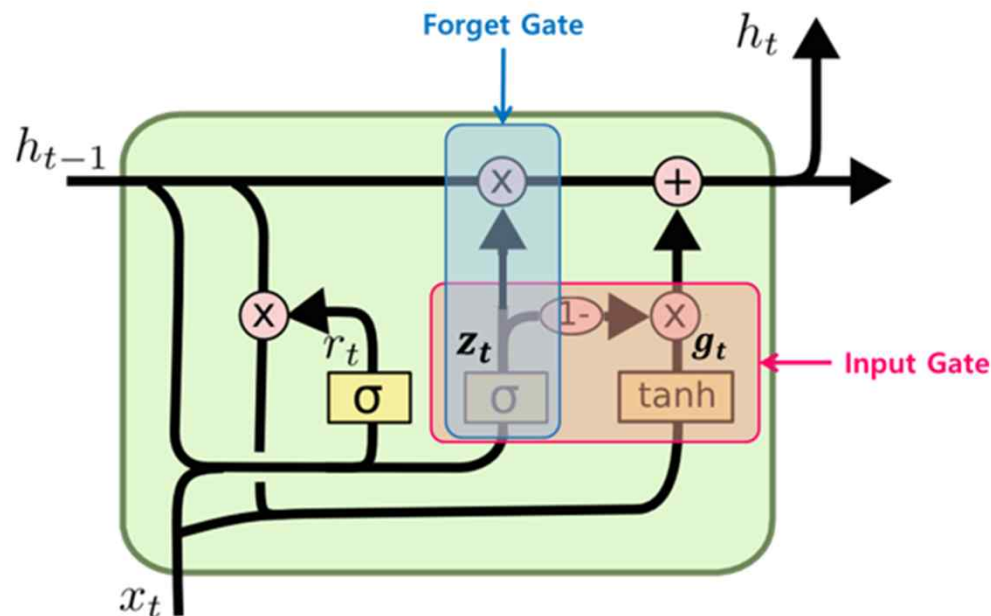 Forget Gate
h_t
h_{t-1}
x
+
x
1-
x
r_t
z_t
g_t
Input Gate
σ
σ
tanh
x_t